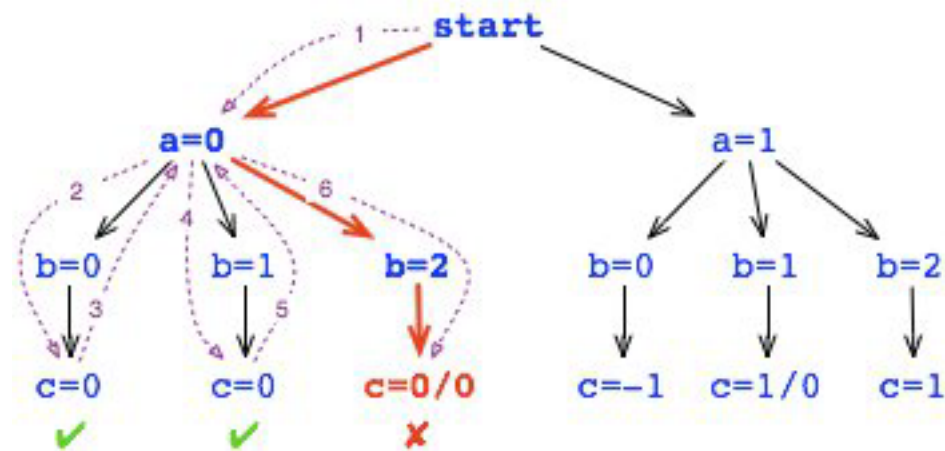 1 start
a=0 a=1
2 4 6
b=0 b=1 b=2 b=0 b=1 b=2
3 5
c=0 c=0 c=0/0 c=-1 c=1/0 c=1
✔ ✔ ✘